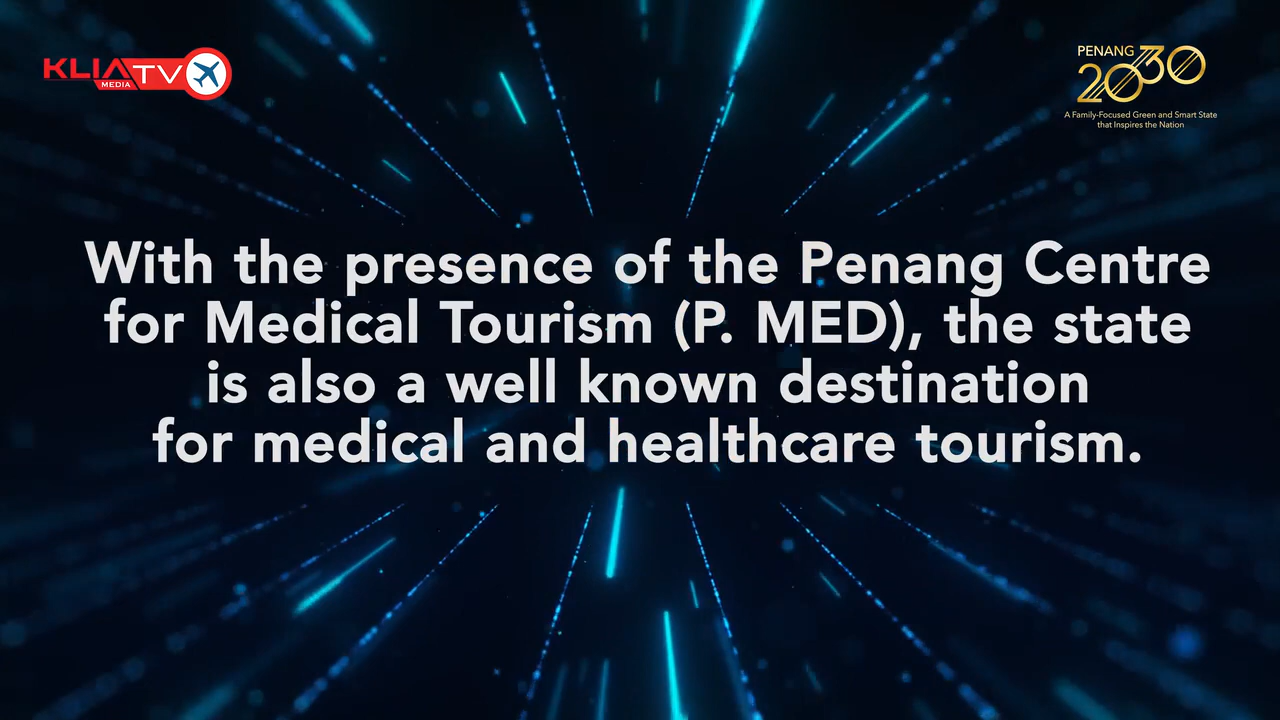 KLIA TV
MEDIA
PENANG
2030
A Family-Focused Green and Smart State
that Inspires the Nation
With the presence of the Penang Centre
for Medical Tourism (P. MED), the state
is also a well known destination
for medical and healthcare tourism.